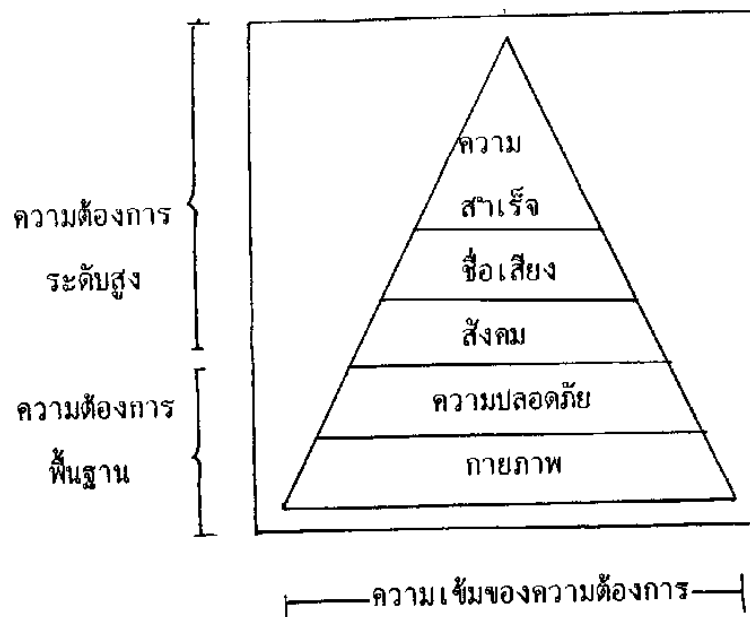 ความ
สำเร็จ
ความต้องการ
ระดับสูง
ชื่อเสียง
สังคม
ความต้องการ
พื้นฐาน
ความปลอดภัย
กายภาพ
ความเข้มของความต้องการ